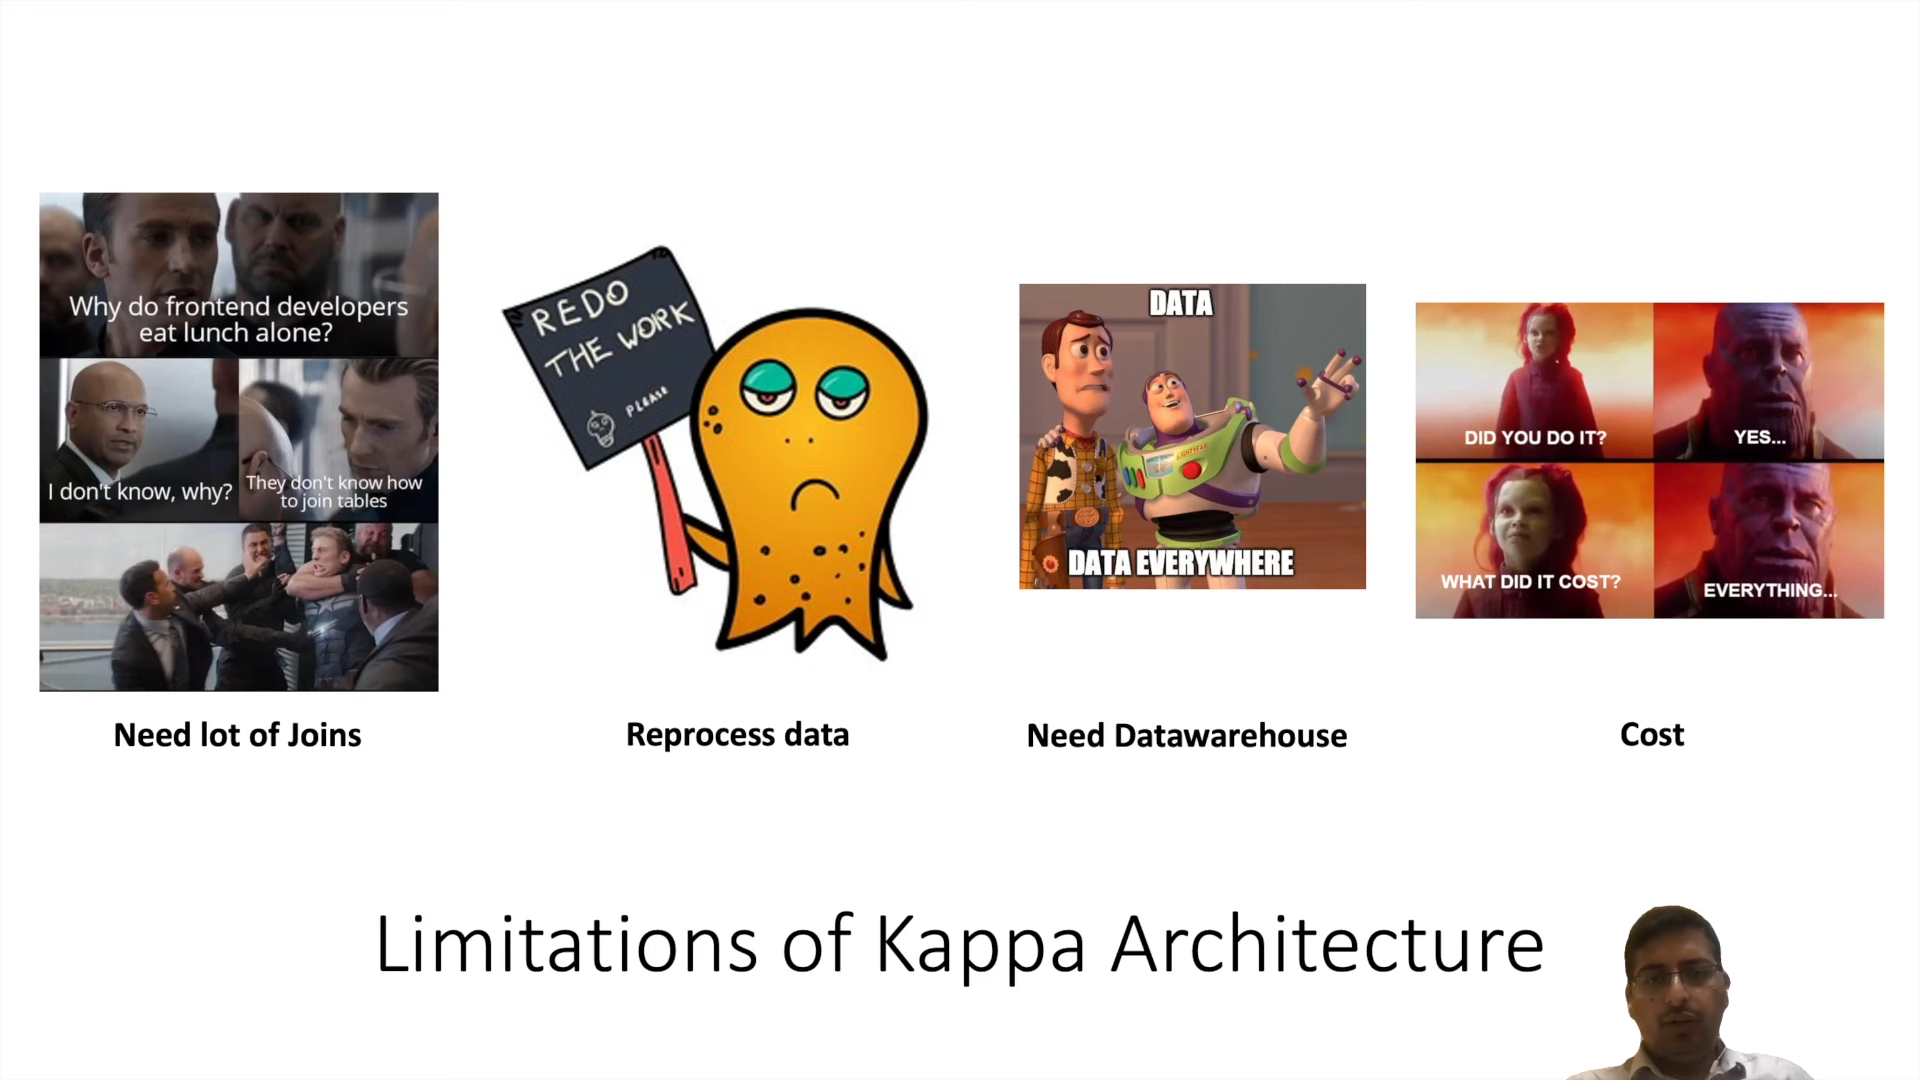 Why do frontend developers
eat lunch alone?
I don't know, why?
They don't know how
to join tables
Need lot of Joins
REDO
THE WORK
PLEASE
Reprocess data
DATA
DATA EVERYWHERE
Need Datawarehouse
DID YOU DO IT?
YES...
WHAT DID IT COST?
EVERYTHING...
Cost
Limitations of Kappa Architecture